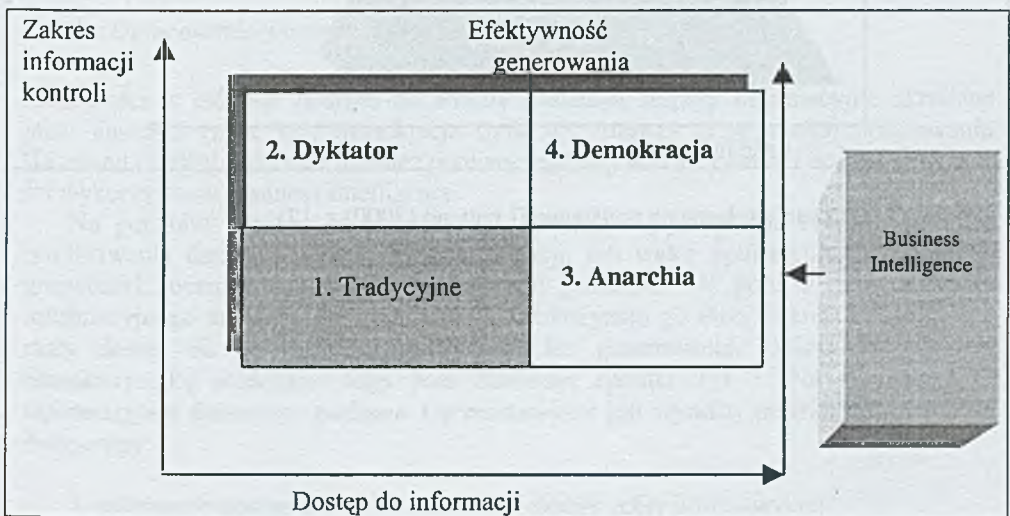 Zakres
informacji
kontroli
Efektywność
generowania
2. Dyktator
4. Demokracja
1. Tradycyjne
3. Anarchia
Business
Intelligence
Dostęp do informacji